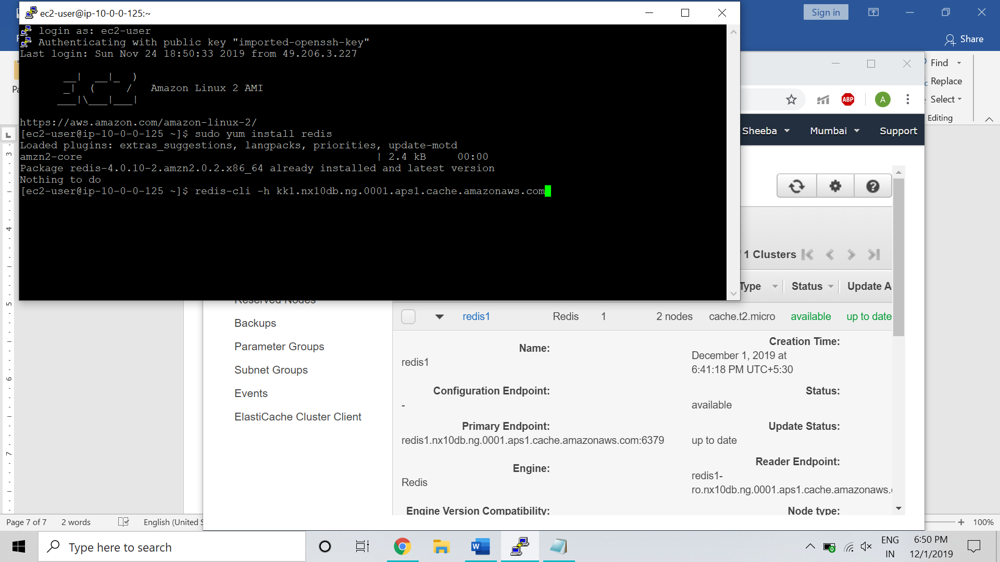 ec2-user@ip-10-0-0-125:~
login as: ec2-user
Authenticating with public key "imported-openssh-key"
Last login: Sun Nov 24 18:50:33 2019 from 49.206.3.227
__|  __|_  )
_|  (     /   Amazon Linux 2 AMI
___|\___|___|
https://aws.amazon.com/amazon-linux-2/
[ec2-user@ip-10-0-0-125 ~]$ sudo yum install redis
Loaded plugins: extras_suggestions, langpacks, priorities, update-motd
amzn2-core | 2.4 kB 00:00
Package redis-4.0.10-2.amzn2.0.2.x86_64 already installed and latest version
Nothing to do
[ec2-user@ip-10-0-0-125 ~]$ redis-cli -h kk1.nx10db.ng.0001.aps1.cache.amazonaws.com
Sign in
Share
Find
Replace
Select
Editing
ABP
A
Sheeba
Mumbai
Support
1 Clusters
Type
Status
Update A
Reserved Nodes
Backups
Parameter Groups
Subnet Groups
Events
ElastiCache Cluster Client
redis1 Redis 1 2 nodes cache.t2.micro available up to date
Name:
redis1
Configuration Endpoint:
-
Primary Endpoint:
redis1.nx10db.ng.0001.aps1.cache.amazonaws.com:6379
Engine:
Redis
Engine Version Compatibility:
Creation Time:
December 1, 2019 at
6:41:18 PM UTC+5:30
Status:
available
Update Status:
up to date
Reader Endpoint:
redis1-
ro.nx10db.ng.0001.aps1.cache.amazonaws.
Node type:
L
3
4
5
6
7
Page 7 of 7
2 words
English (United S
100%
Type here to search
W
ENG
IN
6:50 PM
12/1/2019